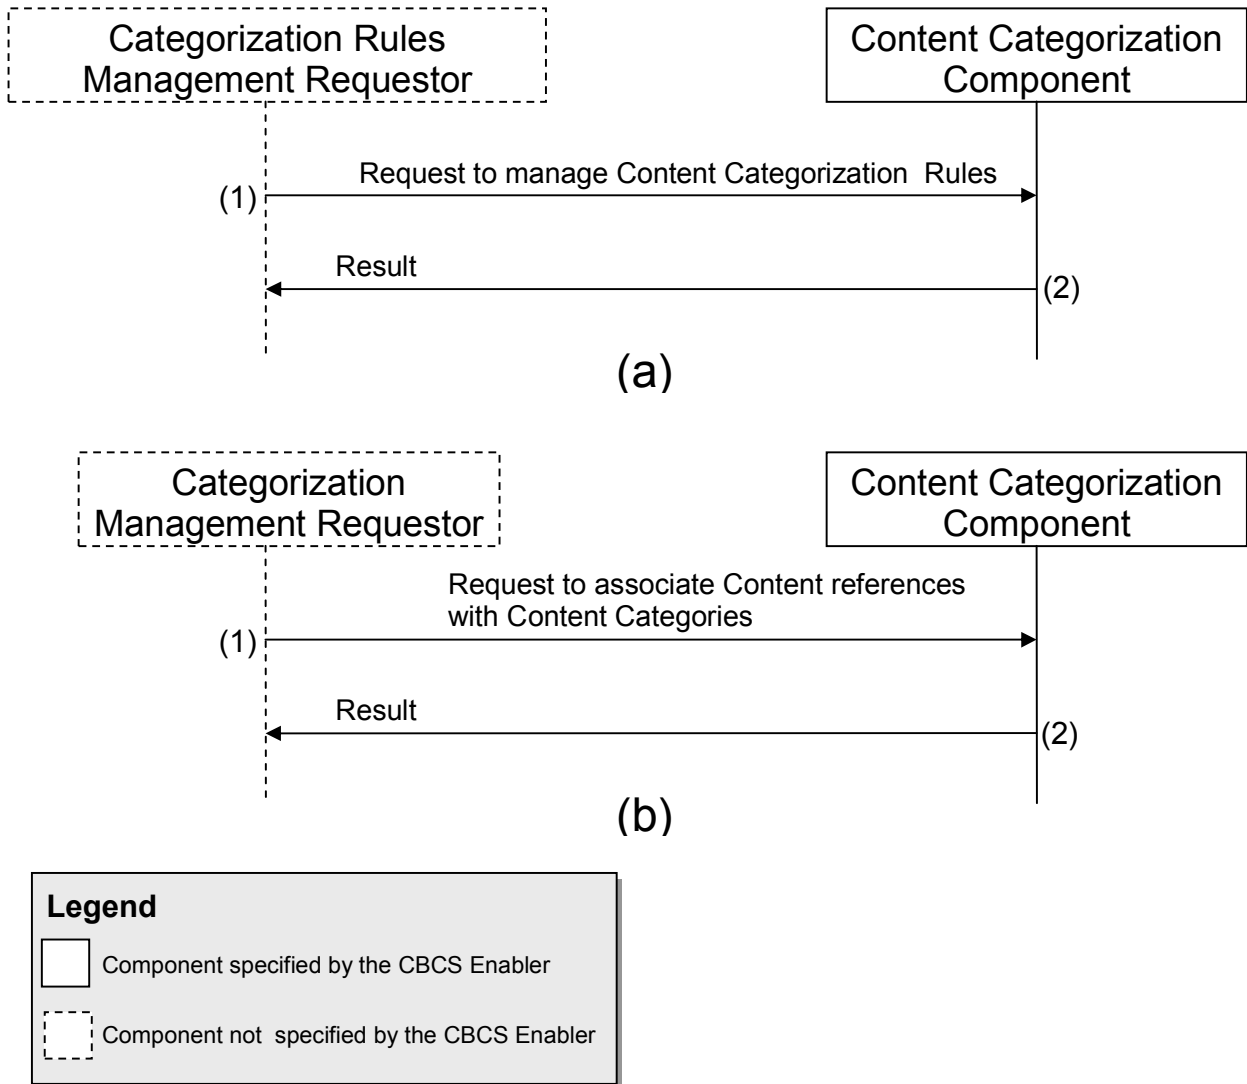 Categorization Rules
Management Requestor
Content Categorization
Component
Request to manage Content Categorization Rules
(1)
Result
(2)
(a)
Categorization
Management Requestor
Content Categorization
Component
Request to associate Content references
with Content Categories
(1)
Result
(2)
(b)
Legend
Component specified by the CBCS Enabler
Component not specified by the CBCS Enabler